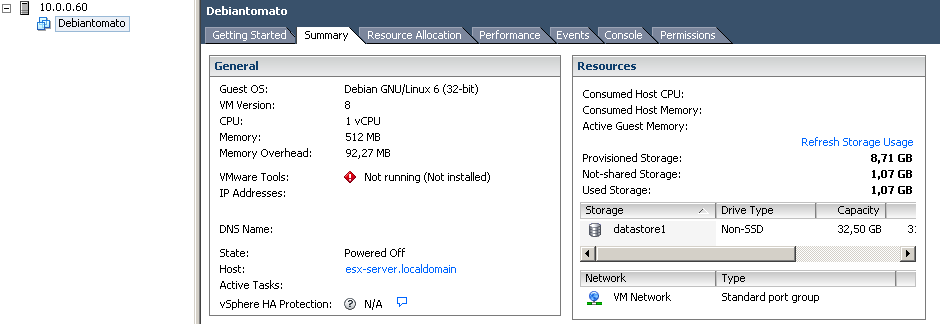 10.0.0.60
Debiantomato
Debiantomato
Getting Started Summary Resource Allocation Performance Events Console Permissions
General
Guest OS: Debian GNU/Linux 6 (32-bit)
VM Version: 8
CPU: 1 vCPU
Memory: 512 MB
Memory Overhead: 92,27 MB
VMware Tools: Not running (Not installed)
IP Addresses:
DNS Name:
State: Powered Off
Host: esx-server.localdomain
Active Tasks:
vSphere HA Protection: N/A
Resources
Consumed Host CPU:
Consumed Host Memory:
Active Guest Memory:
Refresh Storage Usage
Provisioned Storage: 8,71 GB
Not-shared Storage: 1,07 GB
Used Storage: 1,07 GB
Storage Drive Type Capacity
datastore1 Non-SSD 32,50 GB
Network Type
VM Network Standard port group